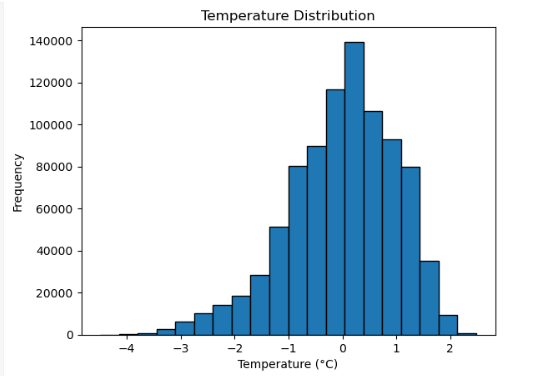 Temperature Distribution
140000
120000
100000
80000
60000
40000
20000
0
Frequency
−4 −3 −2 −1 0 1 2
Temperature (°C)